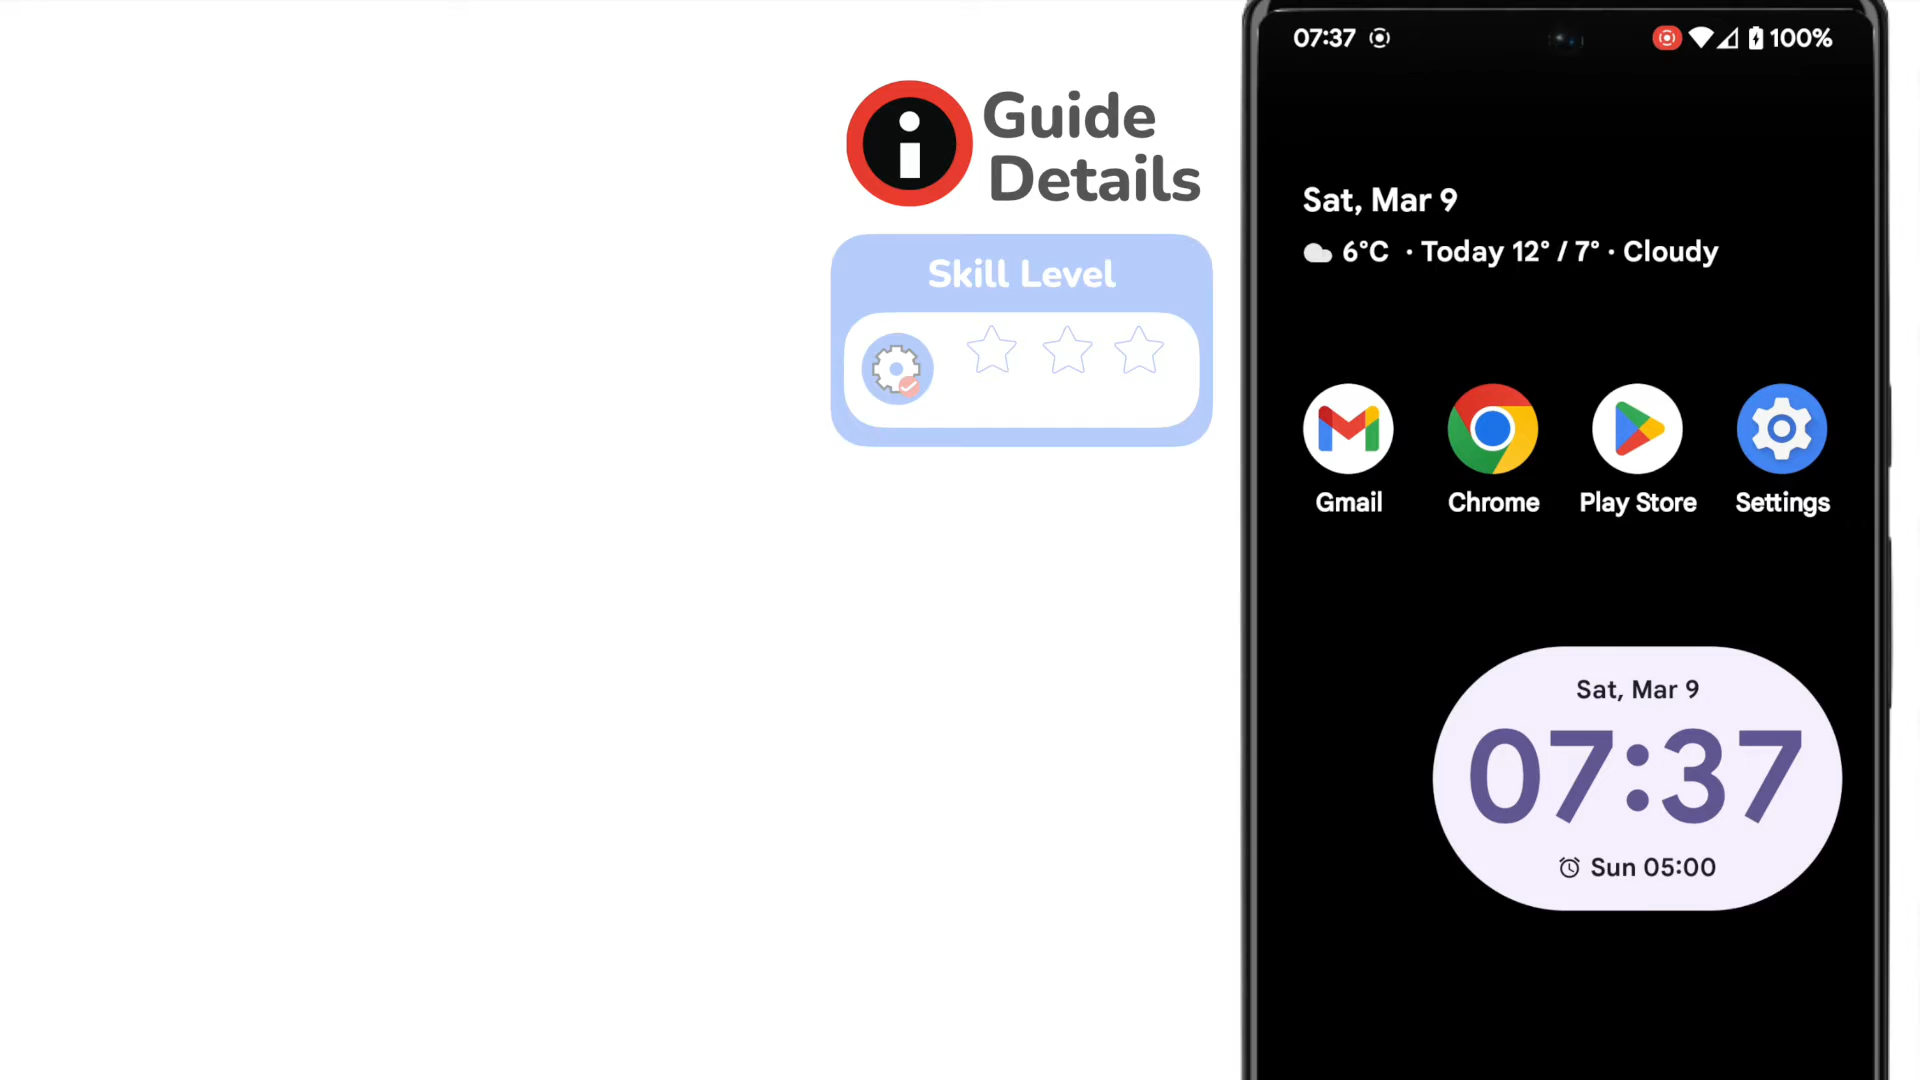 Guide
Details
Skill Level
07:37
100%
Sat, Mar 9
6°C · Today 12° / 7° · Cloudy
Gmail
Chrome
Play Store
Settings
Sat, Mar 9
07:37
Sun 05:00